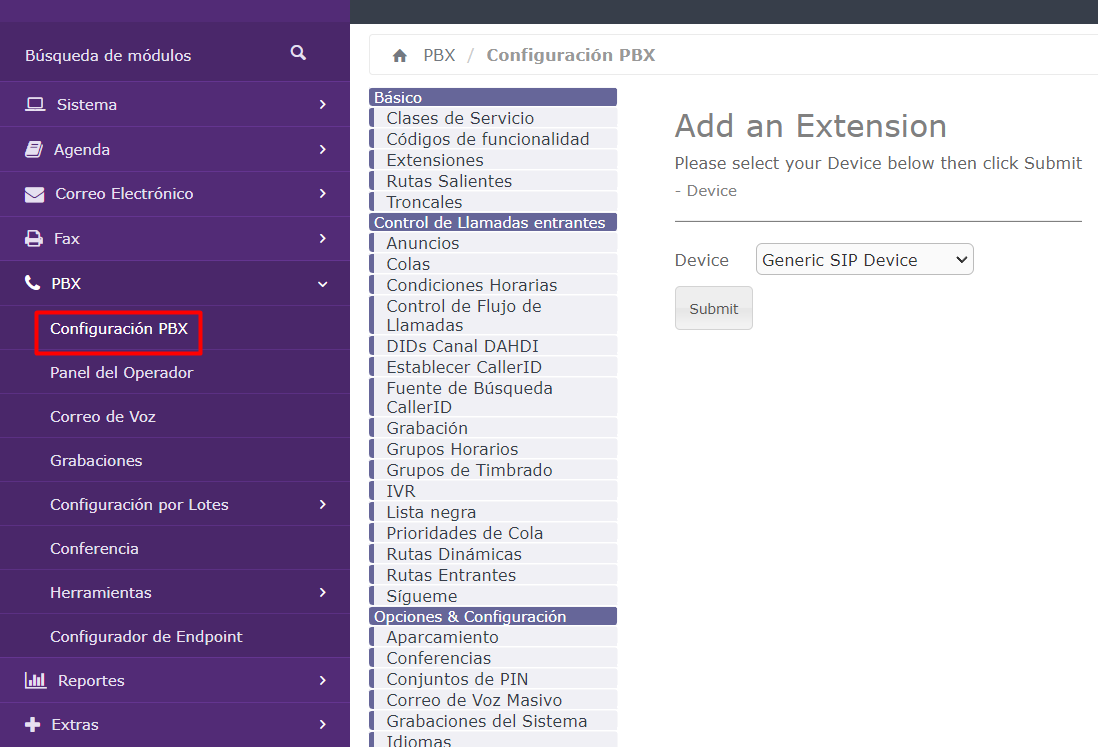 Búsqueda de módulos
Sistema
Agenda
Correo Electrónico
Fax
PBX
Configuración PBX
Panel del Operador
Correo de Voz
Grabaciones
Configuración por Lotes
Conferencia
Herramientas
Configurador de Endpoint
Reportes
Extras
PBX / Configuración PBX
Básico
Clases de Servicio
Códigos de funcionalidad
Extensiones
Rutas Salientes
Troncales
Control de Llamadas entrantes
Anuncios
Colas
Condiciones Horarias
Control de Flujo de
Llamadas
DIDs Canal DAHDI
Establecer CallerID
Fuente de Búsqueda
CallerID
Grabación
Grupos Horarios
Grupos de Timbrado
IVR
Lista negra
Prioridades de Cola
Rutas Dinámicas
Rutas Entrantes
Sígueme
Opciones & Configuración
Aparcamiento
Conferencias
Conjuntos de PIN
Correo de Voz Masivo
Grabaciones del Sistema
Idiomas
Add an Extension
Please select your Device below then click Submit
- Device
Device Generic SIP Device
Submit